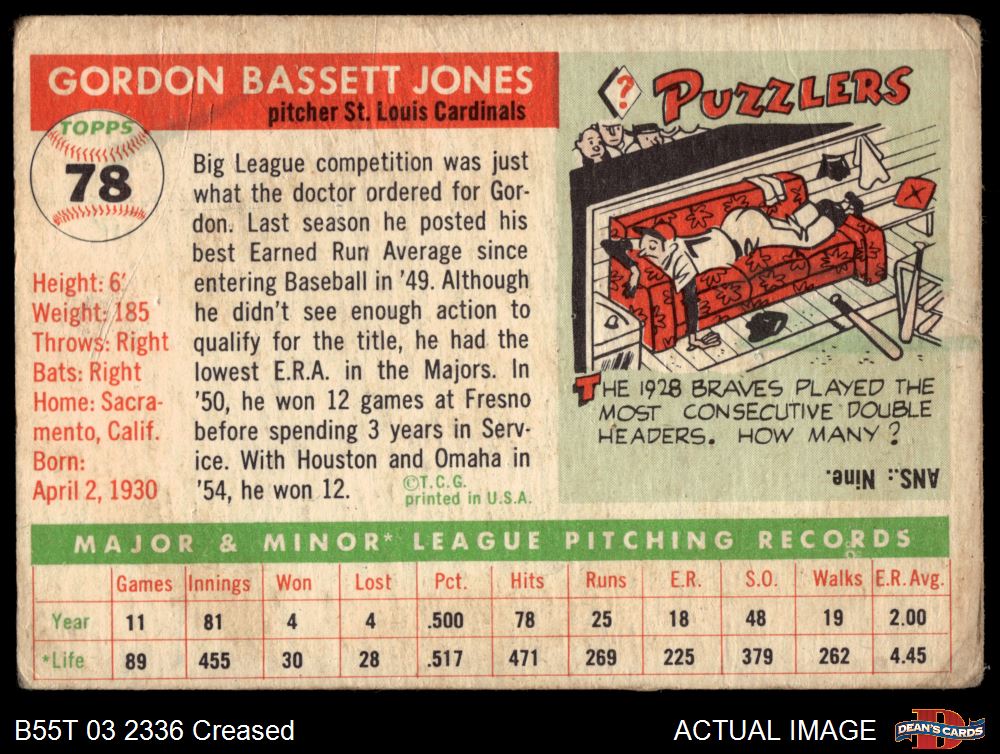 GORDON BASSETT JONES
pitcher St. Louis Cardinals
TOPPS
78
Height: 6'
Weight: 185
Throws: Right
Bats: Right
Home: Sacra-
mento, Calif.
Born:
April 2, 1930
Big League competition was just
what the doctor ordered for Gor-
don. Last season he posted his
best Earned Run Average since
entering Baseball in '49. Although
he didn't see enough action to
qualify for the title, he had the
lowest E.R.A. in the Majors. In
'50, he won 12 games at Fresno
before spending 3 years in Serv-
ice. With Houston and Omaha in
'54, he won 12.
©T.C.G.
printed in U.S.A.
?
PUZZLERS
THE 1928 BRAVES PLAYED THE
MOST CONSECUTIVE DOUBLE
HEADERS. HOW MANY?
ANS.: Nine.
MAJOR & MINOR* LEAGUE PITCHING RECORDS
Games Innings Won Lost Pct. Hits Runs E.R. S.O. Walks E.R. Avg.
Year 11 81 4 4 .500 78 25 18 48 19 2.00
*Life 89 455 30 28 .517 471 269 225 379 262 4.45
B55T 03 2336 Creased
ACTUAL IMAGE
DEAN'S CARDS